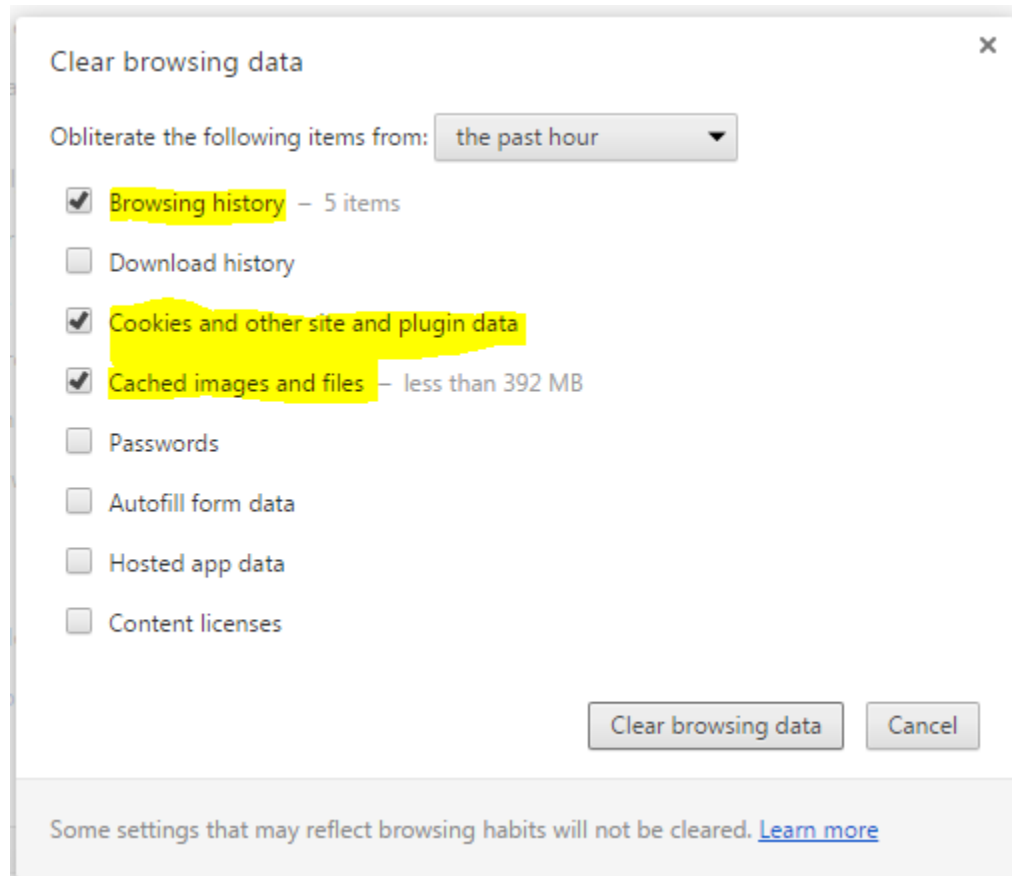 Clear browsing data
Obliterate the following items from: the past hour
Browsing history – 5 items
Download history
Cookies and other site and plugin data
Cached images and files – less than 392 MB
Passwords
Autofill form data
Hosted app data
Content licenses
Clear browsing data Cancel
Some settings that may reflect browsing habits will not be cleared. Learn more